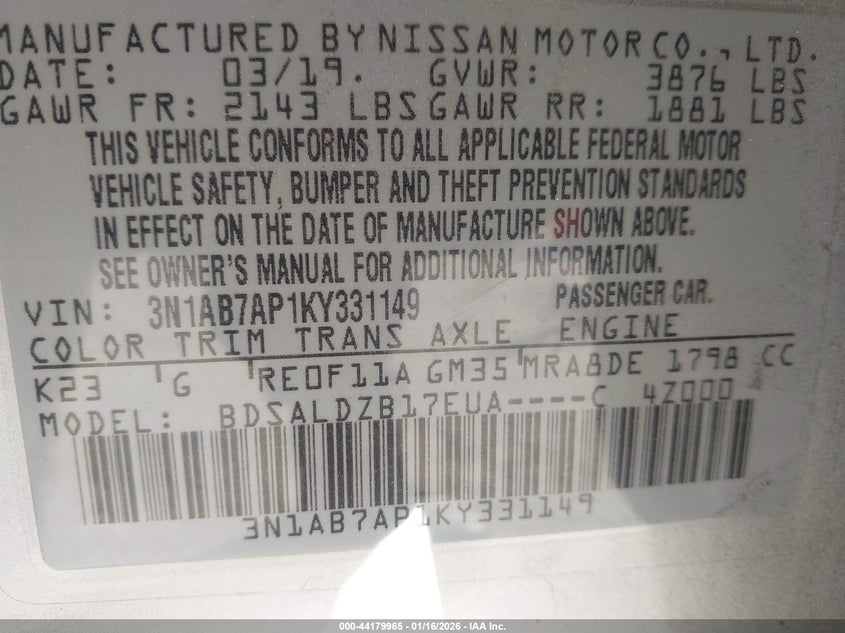 MANUFACTURED BY NISSAN MOTOR CO., LTD.
DATE: 03/19. GVWR: 3876 LBS
GAWR FR: 2143 LBS GAWR RR: 1881 LBS
THIS VEHICLE CONFORMS TO ALL APPLICABLE FEDERAL MOTOR
VEHICLE SAFETY, BUMPER AND THEFT PREVENTION STANDARDS
IN EFFECT ON THE DATE OF MANUFACTURE SHOWN ABOVE.
SEE OWNER'S MANUAL FOR ADDITIONAL INFORMATION.
VIN: 3N1AB7AP1KY331149 PASSENGER CAR.
COLOR TRIM TRANS AXLE ENGINE
K23 G RE0F11A GM35 MRA8DE 1798 CC
MODEL: BDSALDZB17EUA----C 4Z000
3N1AB7AP1KY331149
000-44179965 - 01/16/2026 - IAA Inc.